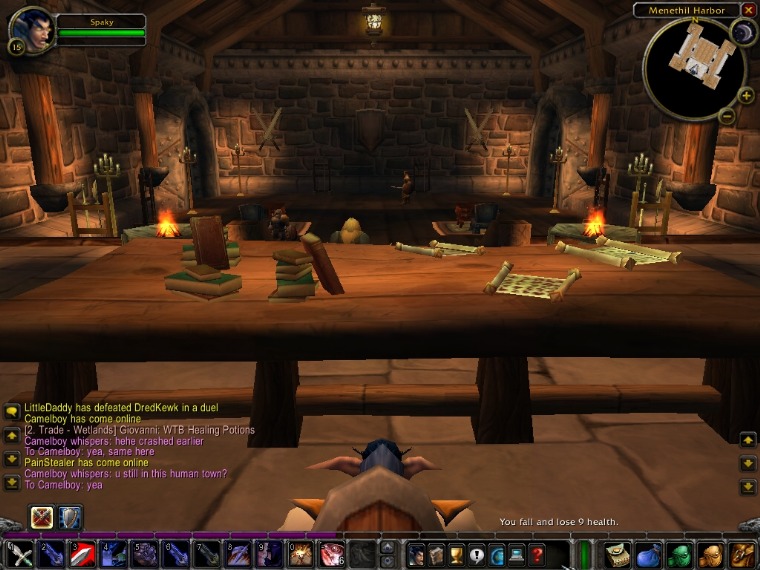 Spaky
15
Menethil Harbor
N
LittleDaddy has defeated DredKewk in a duel
Camelboy has come online
[2. Trade - Wetlands] Giovanni: WTB Healing Potions
Camelboy whispers: hehe crashed earlier
To Camelboy: yea, same here
PainStealer has come online
Camelboy whispers: u still in this human town?
To Camelboy: yea
You fall and lose 9 health.